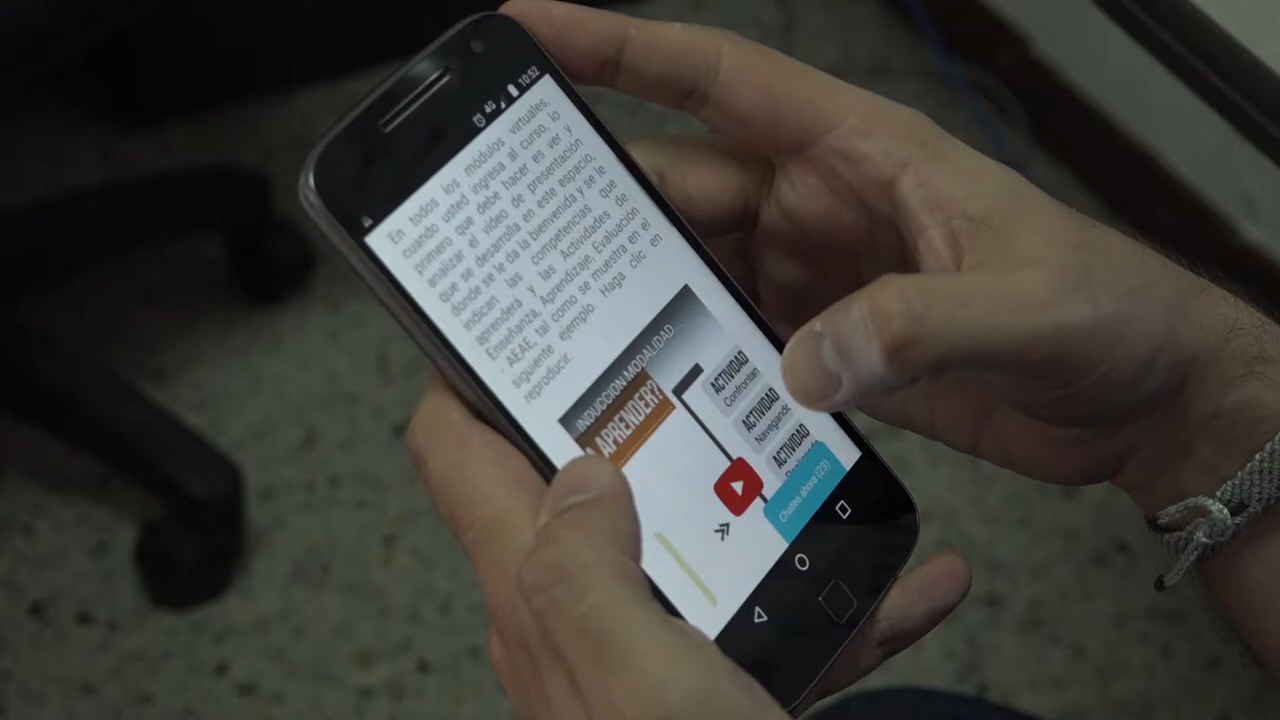 4G 10:52
En todos los módulos virtuales,
cuando usted ingresa al curso, lo
primero que debe hacer es ver y
analizar el video de presentación
que se desarrolla en este espacio,
donde se le da la bienvenida y se le
indican las competencias que
aprenderá y las Actividades de
Enseñanza, Aprendizaje, Evaluación
- AEAE, tal como se muestra en el
siguiente ejemplo. Haga clic en
reproducir.
INDUCCION MODALIDAD...
APRENDER?
ACTIVIDAD
Confrontan
ACTIVIDAD
Navegando
ACTIVIDAD
Chatea ahora (23)